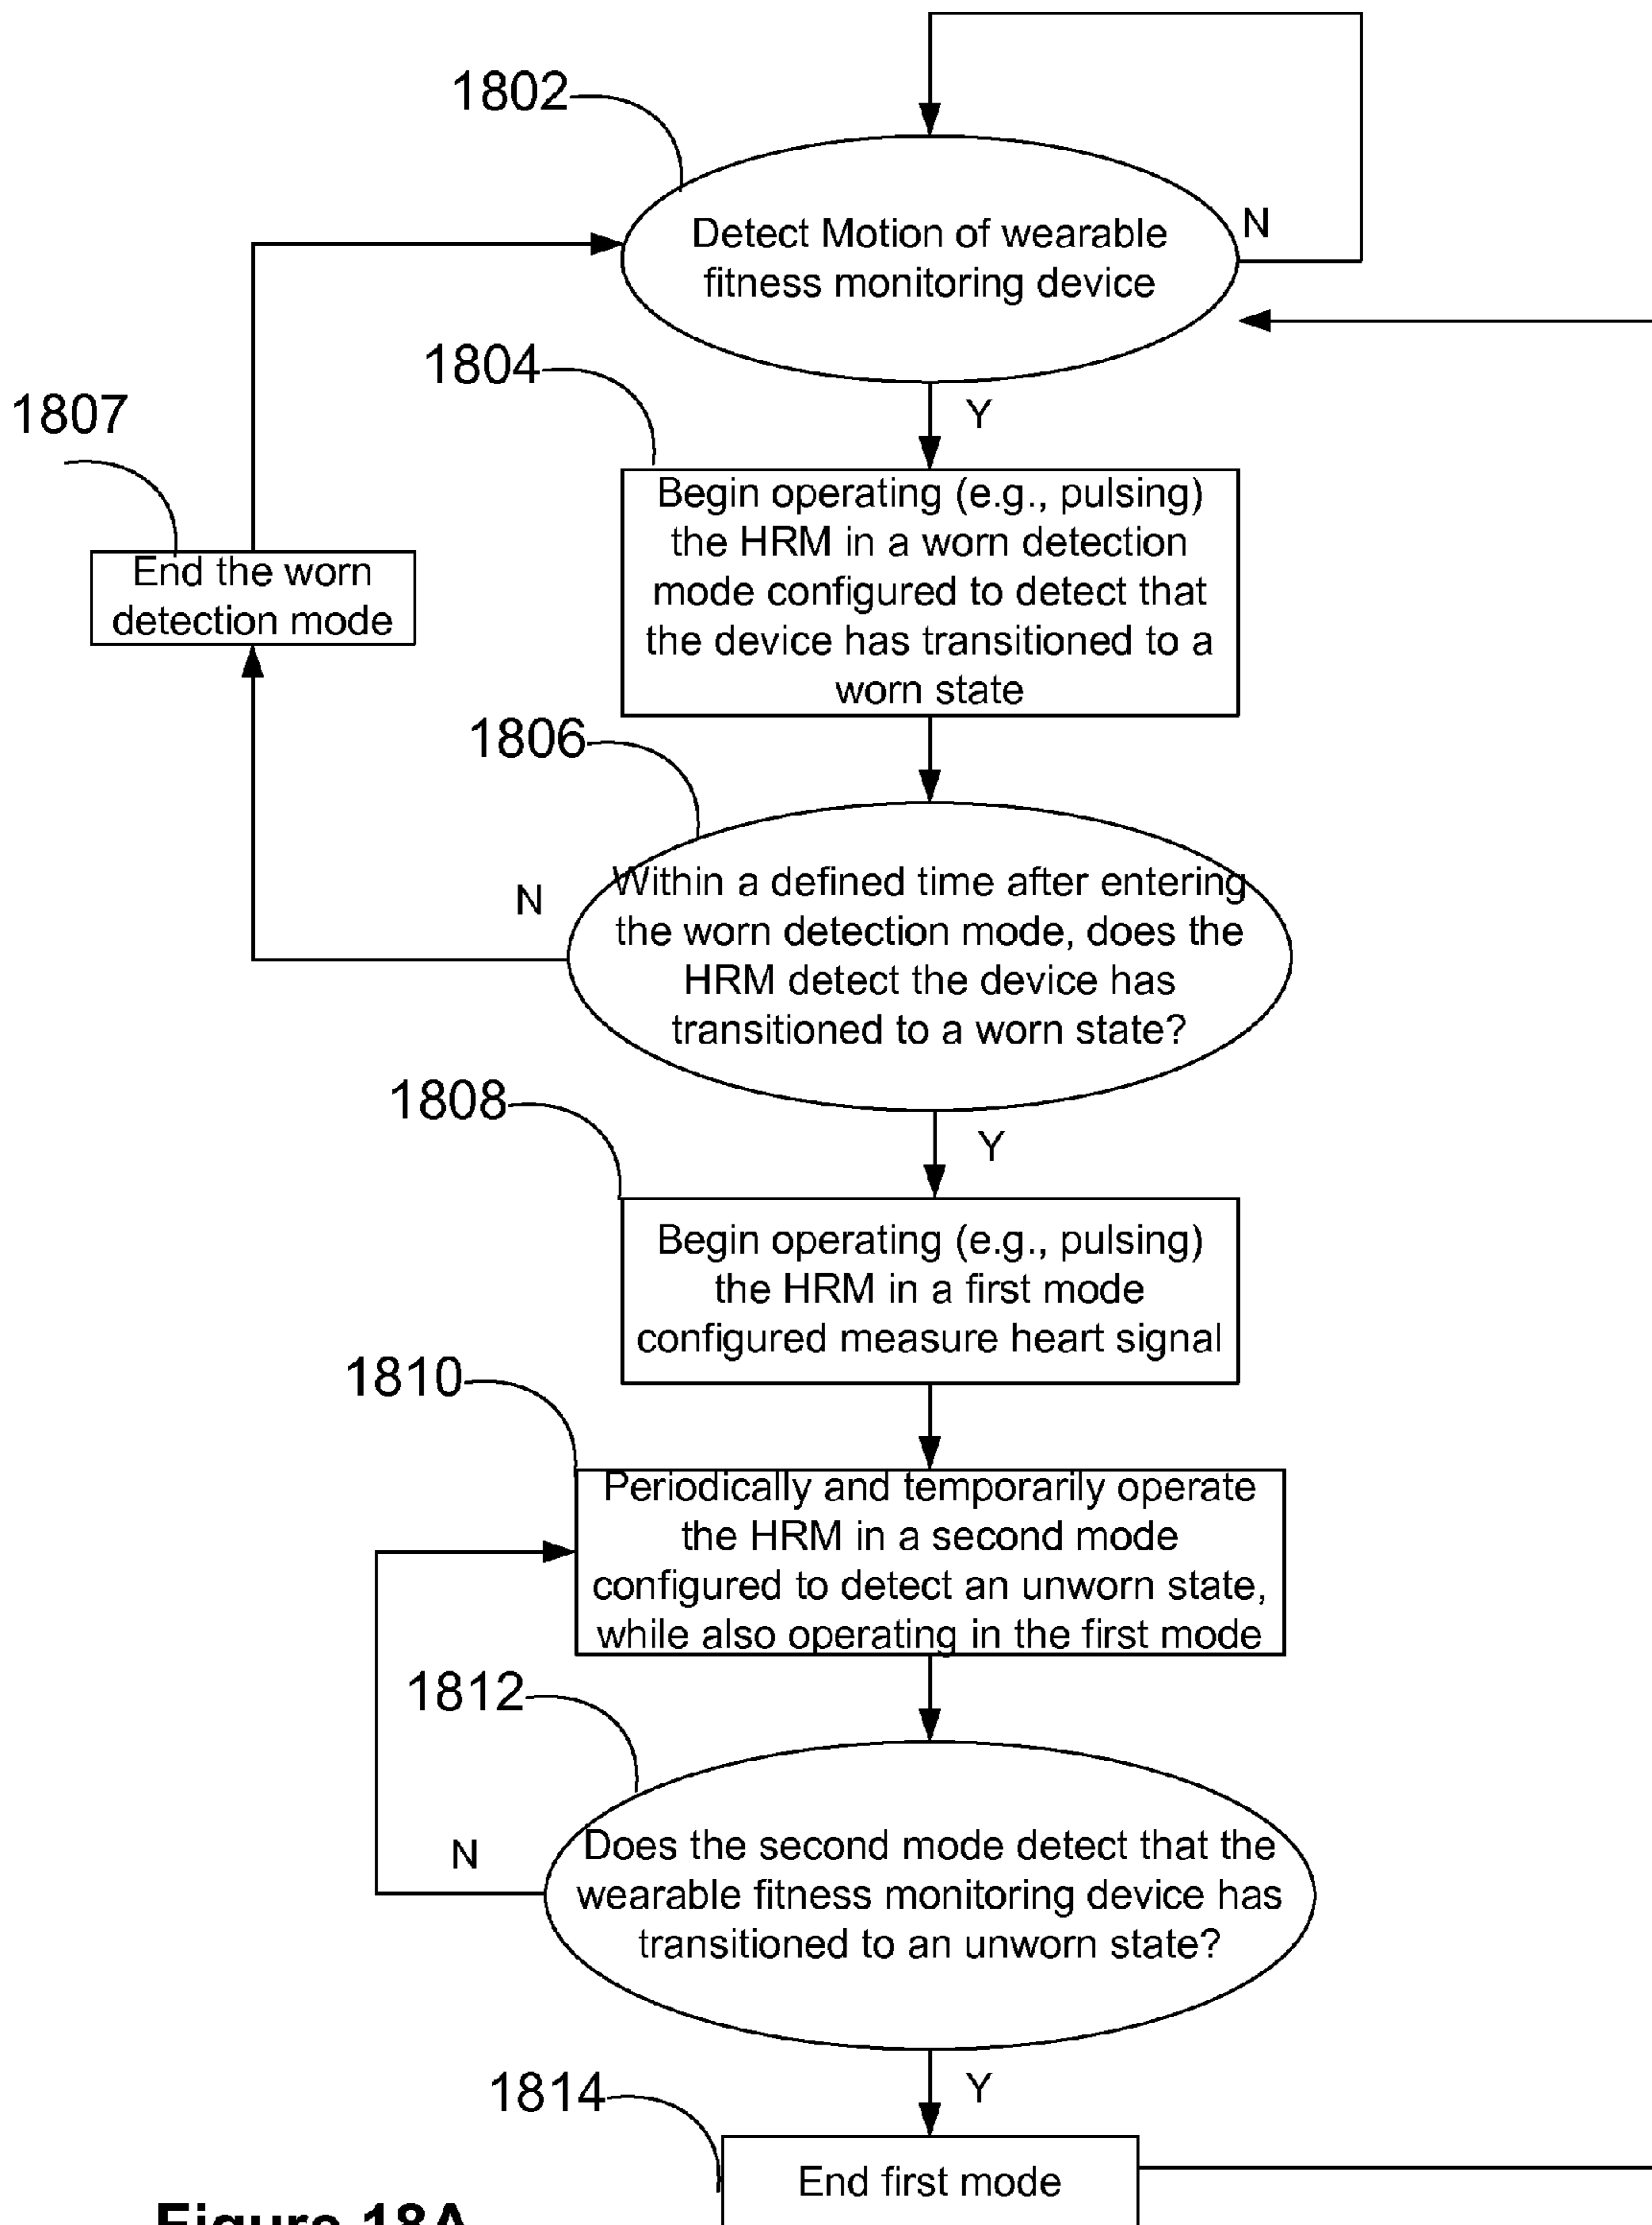 1802
Detect Motion of wearable
fitness monitoring device
N
1804
Y
1807
Begin operating (e.g., pulsing)
the HRM in a worn detection
mode configured to detect that
the device has transitioned to a
worn state
End the worn
detection mode
1806
N
Within a defined time after entering
the worn detection mode, does the
HRM detect the device has
transitioned to a worn state?
1808
Y
Begin operating (e.g., pulsing)
the HRM in a first mode
configured measure heart signal
1810
Periodically and temporarily operate
the HRM in a second mode
configured to detect an unworn state,
while also operating in the first mode
1812
N
Does the second mode detect that the
wearable fitness monitoring device has
transitioned to an unworn state?
1814
Y
End first mode
Figure 18A